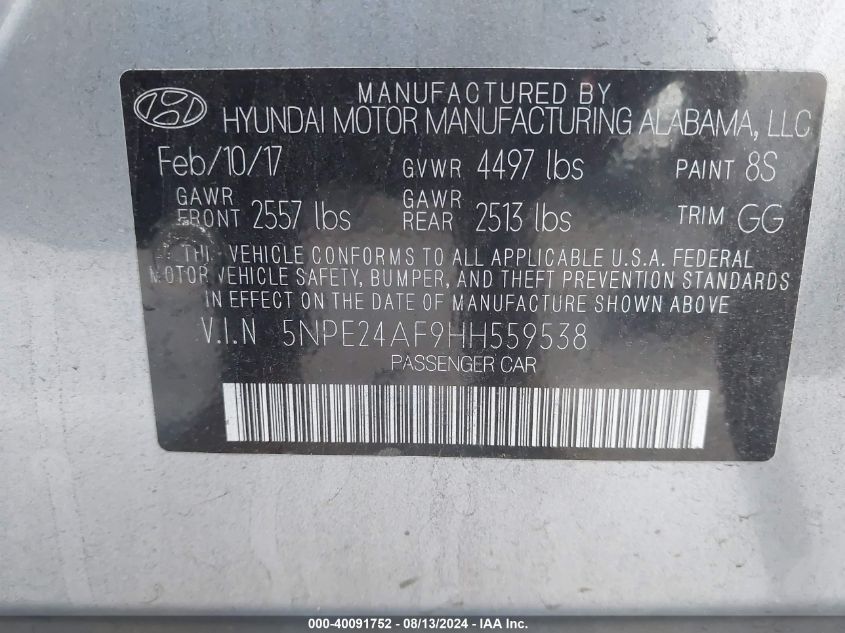 MANUFACTURED BY
HYUNDAI MOTOR MANUFACTURING ALABAMA, LLC
Feb/10/17 GVWR 4497 lbs PAINT 8S
GAWR FRONT 2557 lbs GAWR REAR 2513 lbs TRIM GG
THIS VEHICLE CONFORMS TO ALL APPLICABLE U.S.A. FEDERAL
MOTOR VEHICLE SAFETY, BUMPER, AND THEFT PREVENTION STANDARDS
IN EFFECT ON THE DATE OF MANUFACTURE SHOWN ABOVE
V.I.N 5NPE24AF9HH559538
PASSENGER CAR
000-40091752 - 08/13/2024 - IAA Inc.